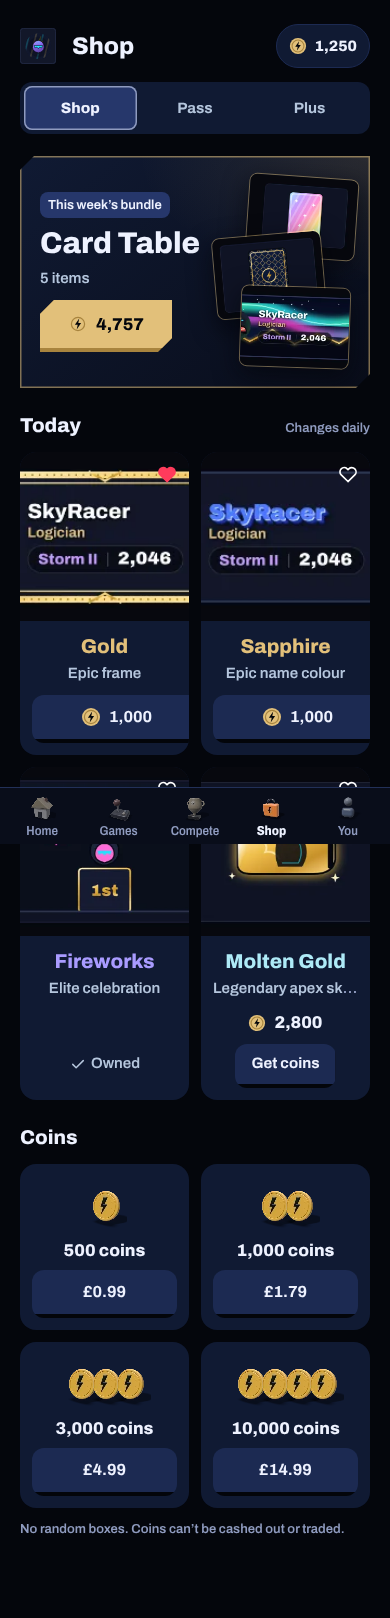 Shop
1,250
Shop
Pass
Plus
This week's bundle
Card Table
5 items
4,757
SkyRacer
Logician
Storm II
2,046
Today
Changes daily
SkyRacer
Logician
Storm II | 2,046
SkyRacer
Logician
Storm II | 2,046
Gold
Epic frame
1,000
Sapphire
Epic name colour
1,000
Home
Games
Compete
Shop
You
1st
Fireworks
Elite celebration
Owned
Molten Gold
Legendary apex sk...
2,800
Get coins
Coins
500 coins
£0.99
1,000 coins
£1.79
3,000 coins
£4.99
10,000 coins
£14.99
No random boxes. Coins can't be cashed out or traded.